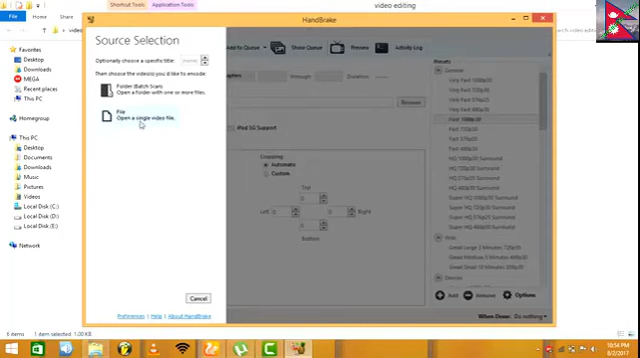 Shortcut Tools
Application Tools
video editing
File
HandBrake
Add to Queue
Show Queue
Preview
Activity Log
Source Selection
Optionally choose a specific title:
Then choose the video(s) you'd like to encode:
Folder (Batch Scan)
Open a folder with one or more files.
File
Open a single video file.
Cancel
Preferences | Help | About HandBrake
Favorites
Desktop
Downloads
MEGA
Recent places
This PC
Homegroup
This PC
Desktop
Documents
Downloads
Music
Pictures
Videos
Local Disk (C:)
Local Disk (D:)
Local Disk (E:)
Network
through
Duration
Browse
iPod 5G Support
Cropping
Automatic
Custom
Top
0
Left 0
0 Right
0
Bottom
Presets
General
Very Fast 1080p30
Very Fast 720p30
Very Fast 576p25
Very Fast 480p30
Fast 1080p30
Fast 720p30
Fast 576p25
Fast 480p30
HQ 1080p30 Surround
HQ 720p30 Surround
HQ 576p25 Surround
HQ 480p30 Surround
Super HQ 1080p30 Surround
Super HQ 720p30 Surround
Super HQ 576p25 Surround
Super HQ 480p30 Surround
Web
Gmail Large 3 Minutes 720p30
Gmail Medium 5 Minutes 480p30
Gmail Small 10 Minutes 288p30
Devices
Add
Remove
Options
When Done: Do nothing
6 items
1 item selected 1.00 KB
10:54 PM
8/2/2017